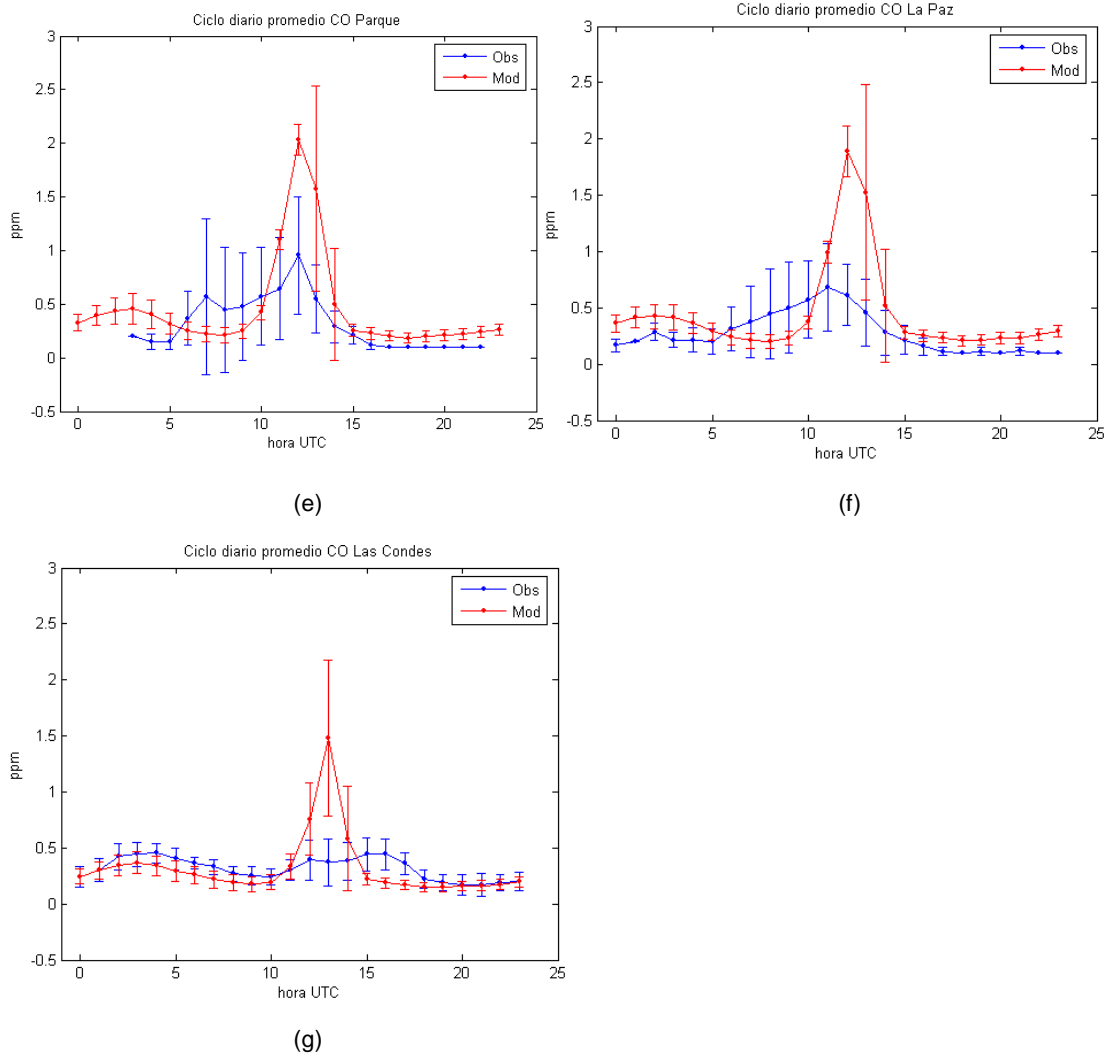 Ciclo diario promedio CO Parque
3
2.5
2
1.5
1
0.5
0
-0.5
ppm
Obs
Mod
0
5
10
15
20
25
hora UTC
(e)
Ciclo diario promedio CO La Paz
3
2.5
2
1.5
1
0.5
0
-0.5
ppm
Obs
Mod
0
5
10
15
20
25
hora UTC
(f)
Ciclo diario promedio CO Las Condes
3
2.5
2
1.5
1
0.5
0
-0.5
ppm
Obs
Mod
0
5
10
15
20
25
hora UTC
(g)